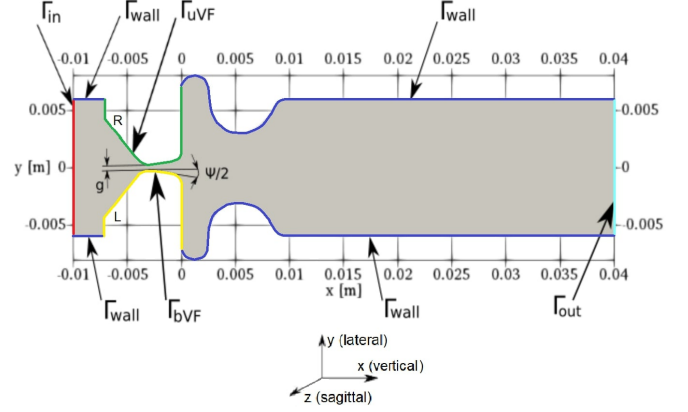 Γin Γwall ΓuVF Γwall
-0.01 -0.005 0 0.005 0.01 0.015 0.02 0.025 0.03 0.035 0.04
0.005 0.005
R
y [m] 0 -0
g ψ/2
L
-0.005 -0.005
-0.01 -0.005 0 0.005 0.01 0.015 0.02 0.025 0.03 0.035 0.04
x [m]
Γwall ΓbVF Γwall Γout
y (lateral)
x (vertical)
z (sagittal)